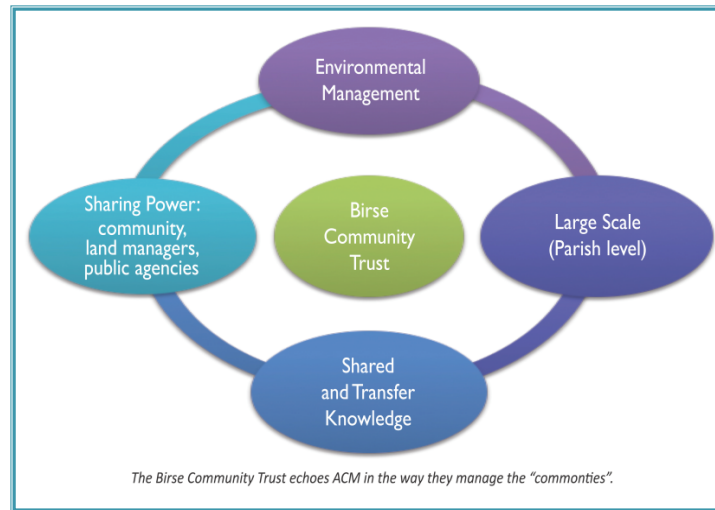 Environmental
Management
Sharing Power:
community,
land managers,
public agencies
Birse
Community
Trust
Large Scale
(Parish level)
Shared
and Transfer
Knowledge
The Birse Community Trust echoes ACM in the way they manage the “commonties”.